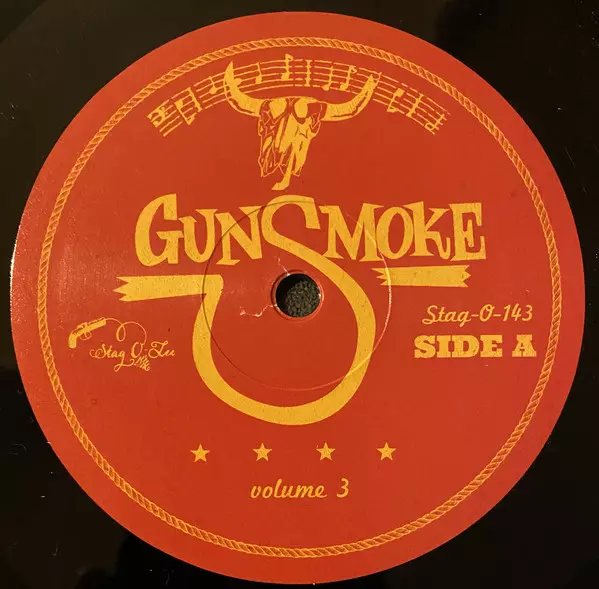 GUNSMOKE
Stag-O-Lee
Stag-O-143
SIDE A
volume 3